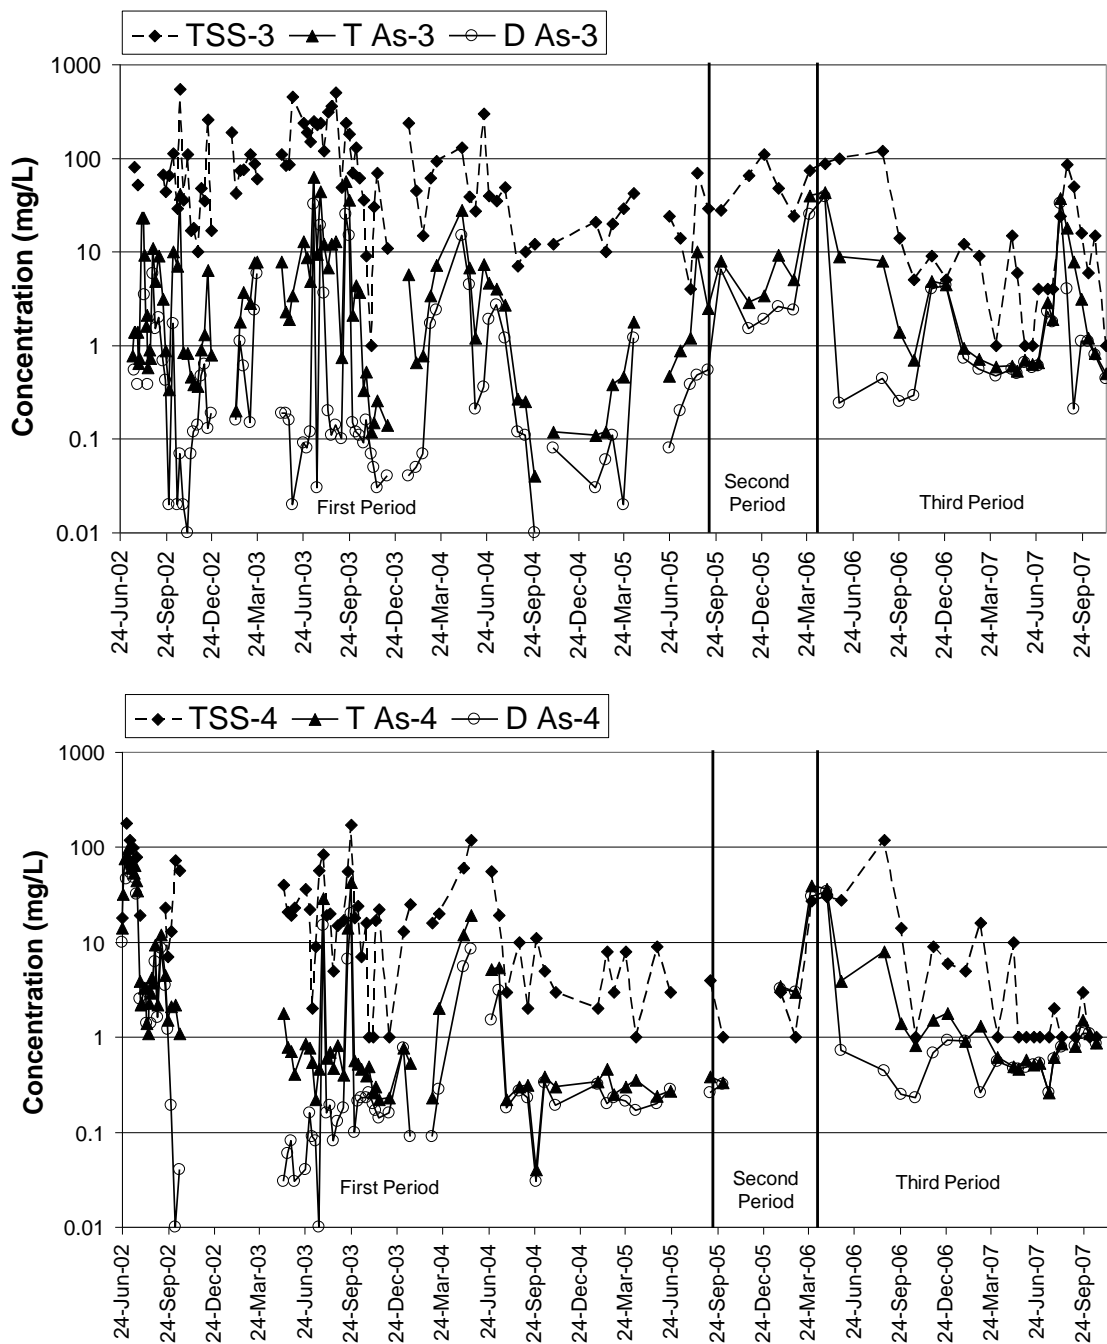 TSS-3 T As-3 D As-3
1000
100
10
1
0.1
0.01
Concentration (mg/L)
First Period
Second
Period
Third Period
24-Jun-02
24-Sep-02
24-Dec-02
24-Mar-03
24-Jun-03
24-Sep-03
24-Dec-03
24-Mar-04
24-Jun-04
24-Sep-04
24-Dec-04
24-Mar-05
24-Jun-05
24-Sep-05
24-Dec-05
24-Mar-06
24-Jun-06
24-Sep-06
24-Dec-06
24-Mar-07
24-Jun-07
24-Sep-07
TSS-4 T As-4 D As-4
1000
100
10
1
0.1
0.01
Concentration (mg/L)
First Period
Second
Period
Third Period
24-Jun-02
24-Sep-02
24-Dec-02
24-Mar-03
24-Jun-03
24-Sep-03
24-Dec-03
24-Mar-04
24-Jun-04
24-Sep-04
24-Dec-04
24-Mar-05
24-Jun-05
24-Sep-05
24-Dec-05
24-Mar-06
24-Jun-06
24-Sep-06
24-Dec-06
24-Mar-07
24-Jun-07
24-Sep-07